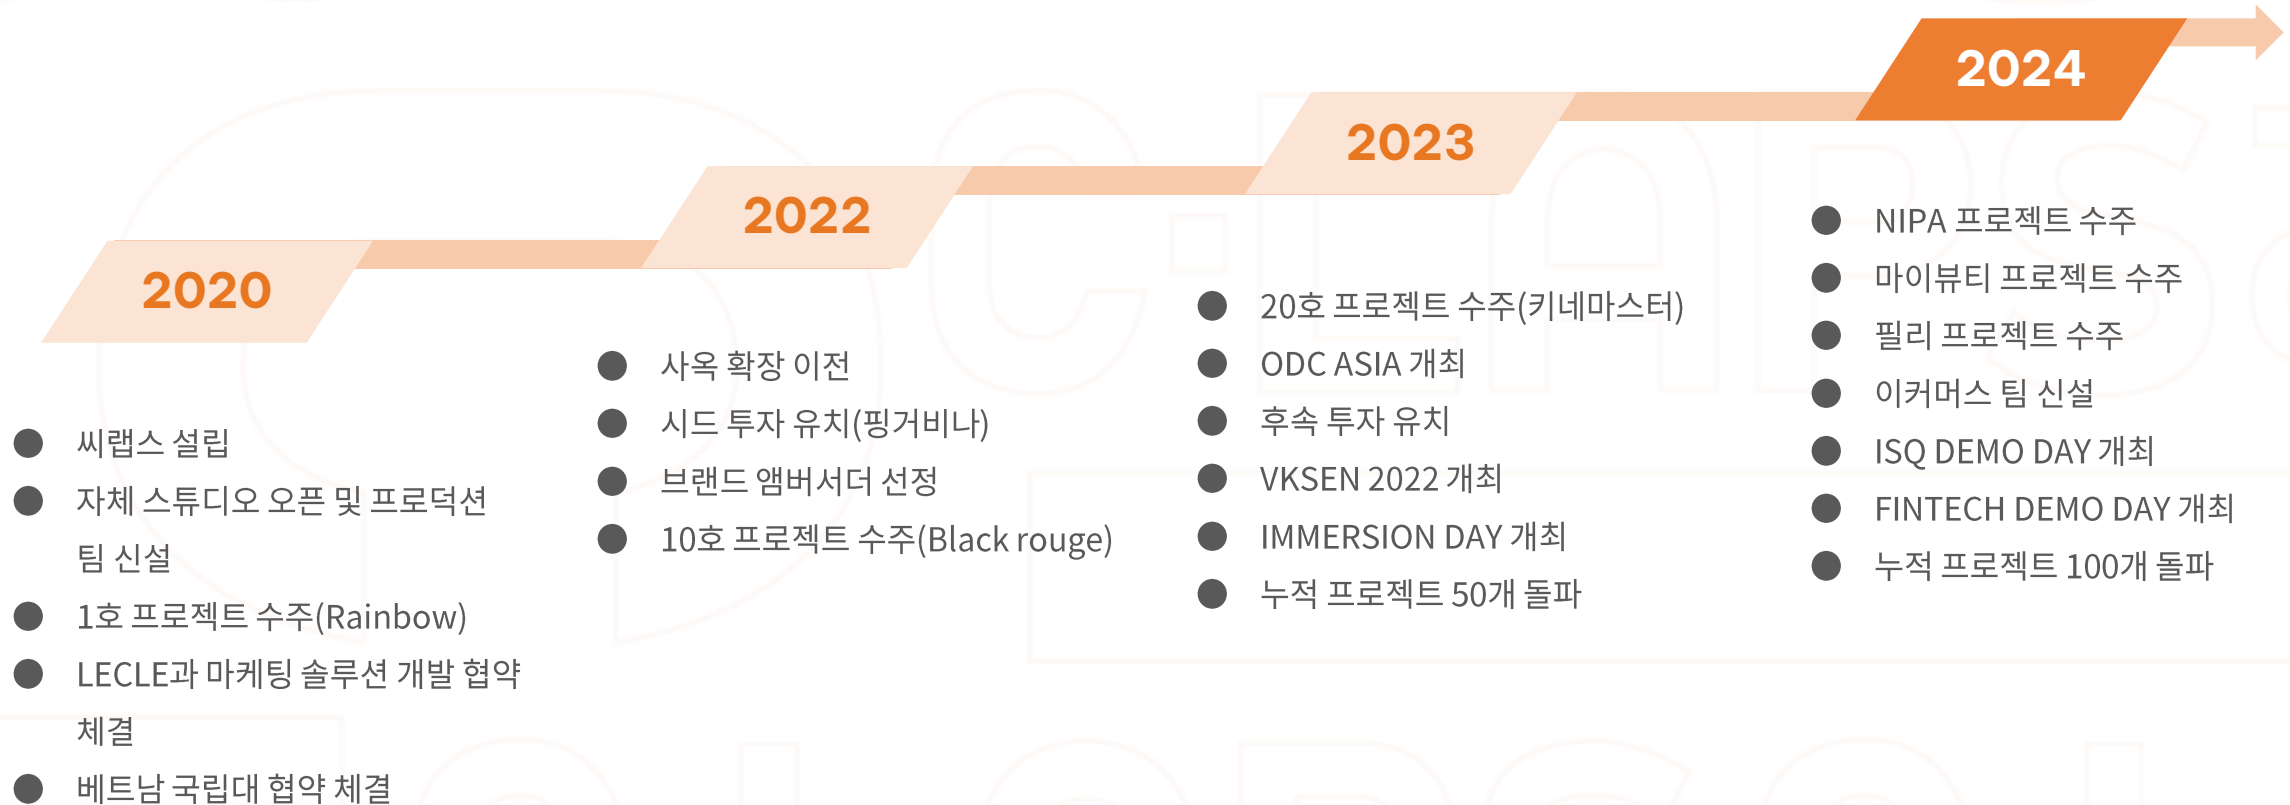 2020
씨랩스 설립
자체 스튜디오 오픈 및 프로덕션
팀 신설
1호 프로젝트 수주(Rainbow)
LECLE과 마케팅 솔루션 개발 협약
체결
베트남 국립대 협약 체결
2022
사옥 확장 이전
시드 투자 유치(핑거비나)
브랜드 앰버서더 선정
10호 프로젝트 수주(Black rouge)
2023
20호 프로젝트 수주(키네마스터)
ODC ASIA 개최
후속 투자 유치
VKSEN 2022 개최
IMMERSION DAY 개최
누적 프로젝트 50개 돌파
2024
NIPA 프로젝트 수주
마이뷰티 프로젝트 수주
필리 프로젝트 수주
이커머스 팀 신설
ISQ DEMO DAY 개최
FINTECH DEMO DAY 개최
누적 프로젝트 100개 돌파